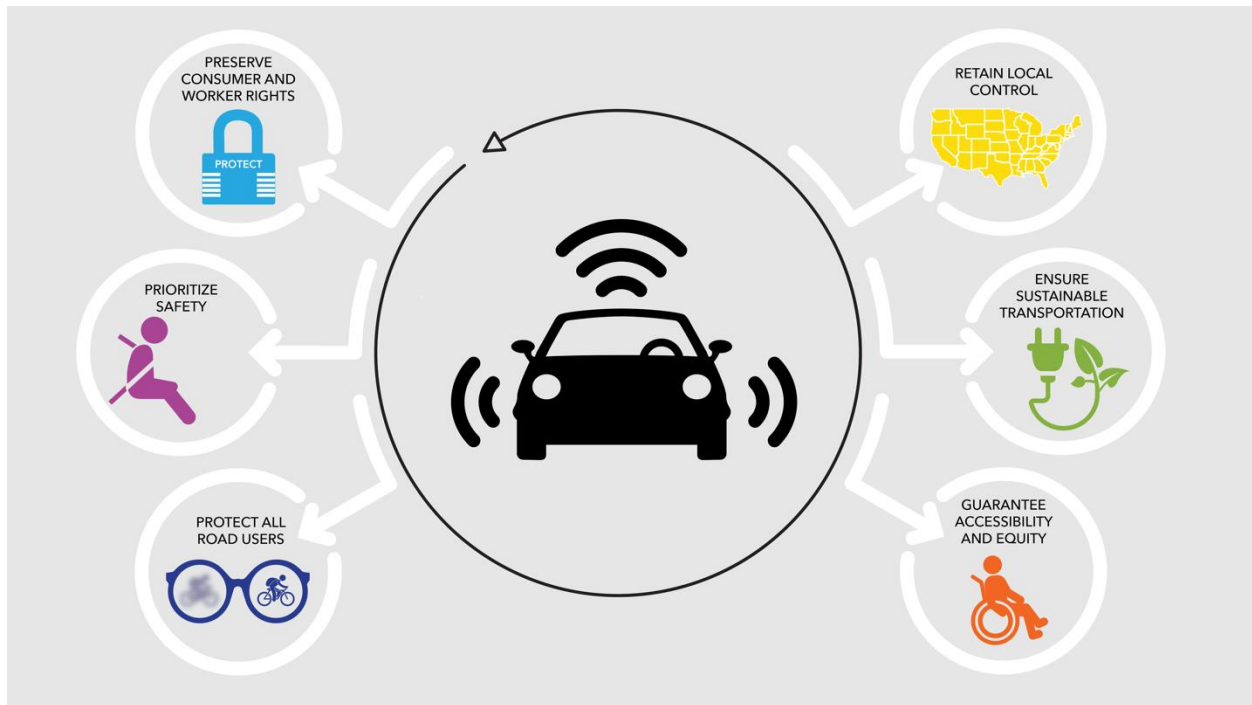 PRESERVE
CONSUMER AND
WORKER RIGHTS
PROTECT
PRIORITIZE
SAFETY
PROTECT ALL
ROAD USERS
RETAIN LOCAL
CONTROL
ENSURE
SUSTAINABLE
TRANSPORTATION
GUARANTEE
ACCESSIBILITY
AND EQUITY